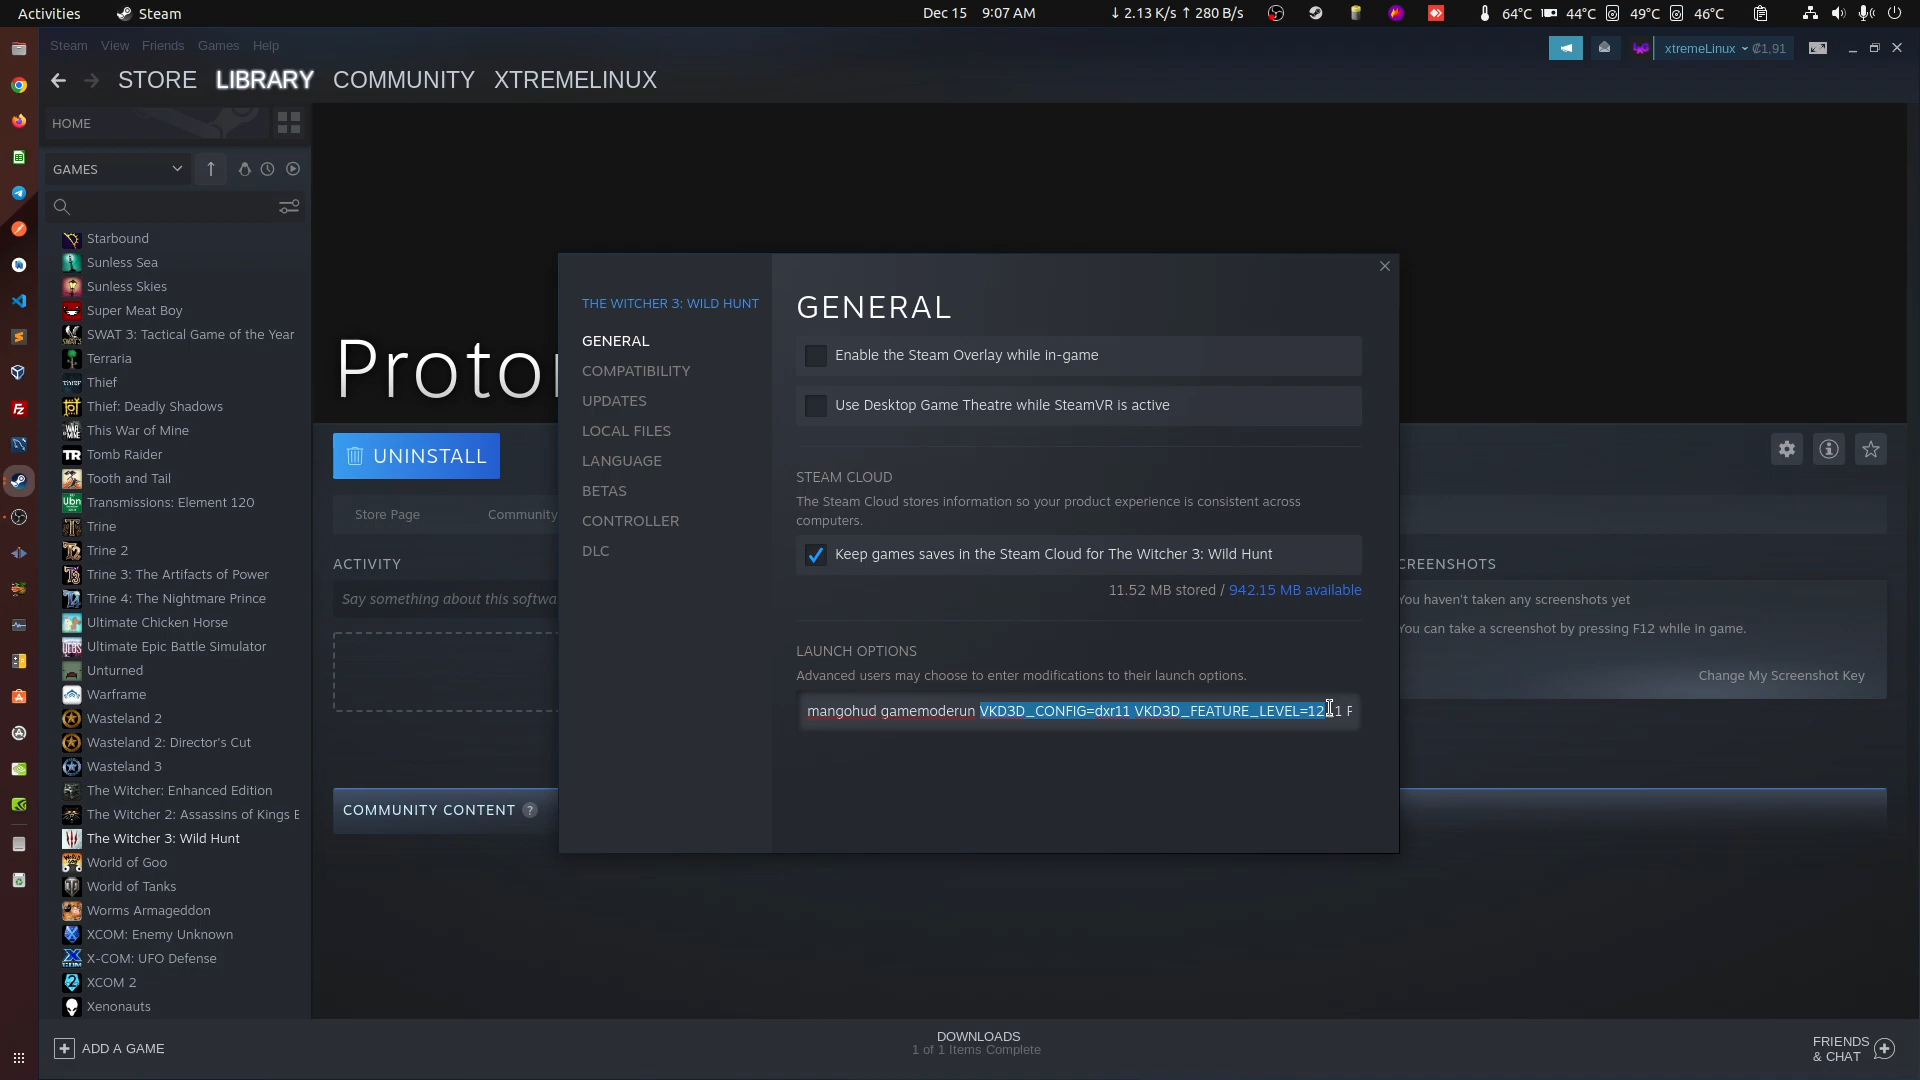 Activities
Steam
Dec 15 9:07 AM
↓ 2.13 K/s ↑ 280 B/s
64°C
44°C
49°C
46°C
Steam View Friends Games Help
xtremeLinux
₡1,91
STORE LIBRARY COMMUNITY XTREMELINUX
HOME
GAMES
Starbound
Sunless Sea
Sunless Skies
Super Meat Boy
SWAT 3: Tactical Game of the Year
Terraria
Thief
Thief: Deadly Shadows
This War of Mine
Tomb Raider
Tooth and Tail
Transmissions: Element 120
Trine
Trine 2
Trine 3: The Artifacts of Power
Trine 4: The Nightmare Prince
Ultimate Chicken Horse
Ultimate Epic Battle Simulator
Unturned
Warframe
Wasteland 2
Wasteland 2: Director's Cut
Wasteland 3
The Witcher: Enhanced Edition
The Witcher 2: Assassins of Kings E
The Witcher 3: Wild Hunt
World of Goo
World of Tanks
Worms Armageddon
XCOM: Enemy Unknown
X-COM: UFO Defense
XCOM 2
Xenonauts
ADD A GAME
Proton
UNINSTALL
Store Page
Community
ACTIVITY
Say something about this softwa
COMMUNITY CONTENT ?
THE WITCHER 3: WILD HUNT
GENERAL
COMPATIBILITY
UPDATES
LOCAL FILES
LANGUAGE
BETAS
CONTROLLER
DLC
GENERAL
Enable the Steam Overlay while in-game
Use Desktop Game Theatre while SteamVR is active
STEAM CLOUD
The Steam Cloud stores information so your product experience is consistent across
computers.
Keep games saves in the Steam Cloud for The Witcher 3: Wild Hunt
11.52 MB stored / 942.15 MB available
LAUNCH OPTIONS
Advanced users may choose to enter modifications to their launch options.
mangohud gamemoderun VKD3D_CONFIG=dxr11 VKD3D_FEATURE_LEVEL=12_1 P
CREENSHOTS
You haven't taken any screenshots yet
You can take a screenshot by pressing F12 while in game.
Change My Screenshot Key
DOWNLOADS
1 of 1 Items Complete
FRIENDS
& CHAT